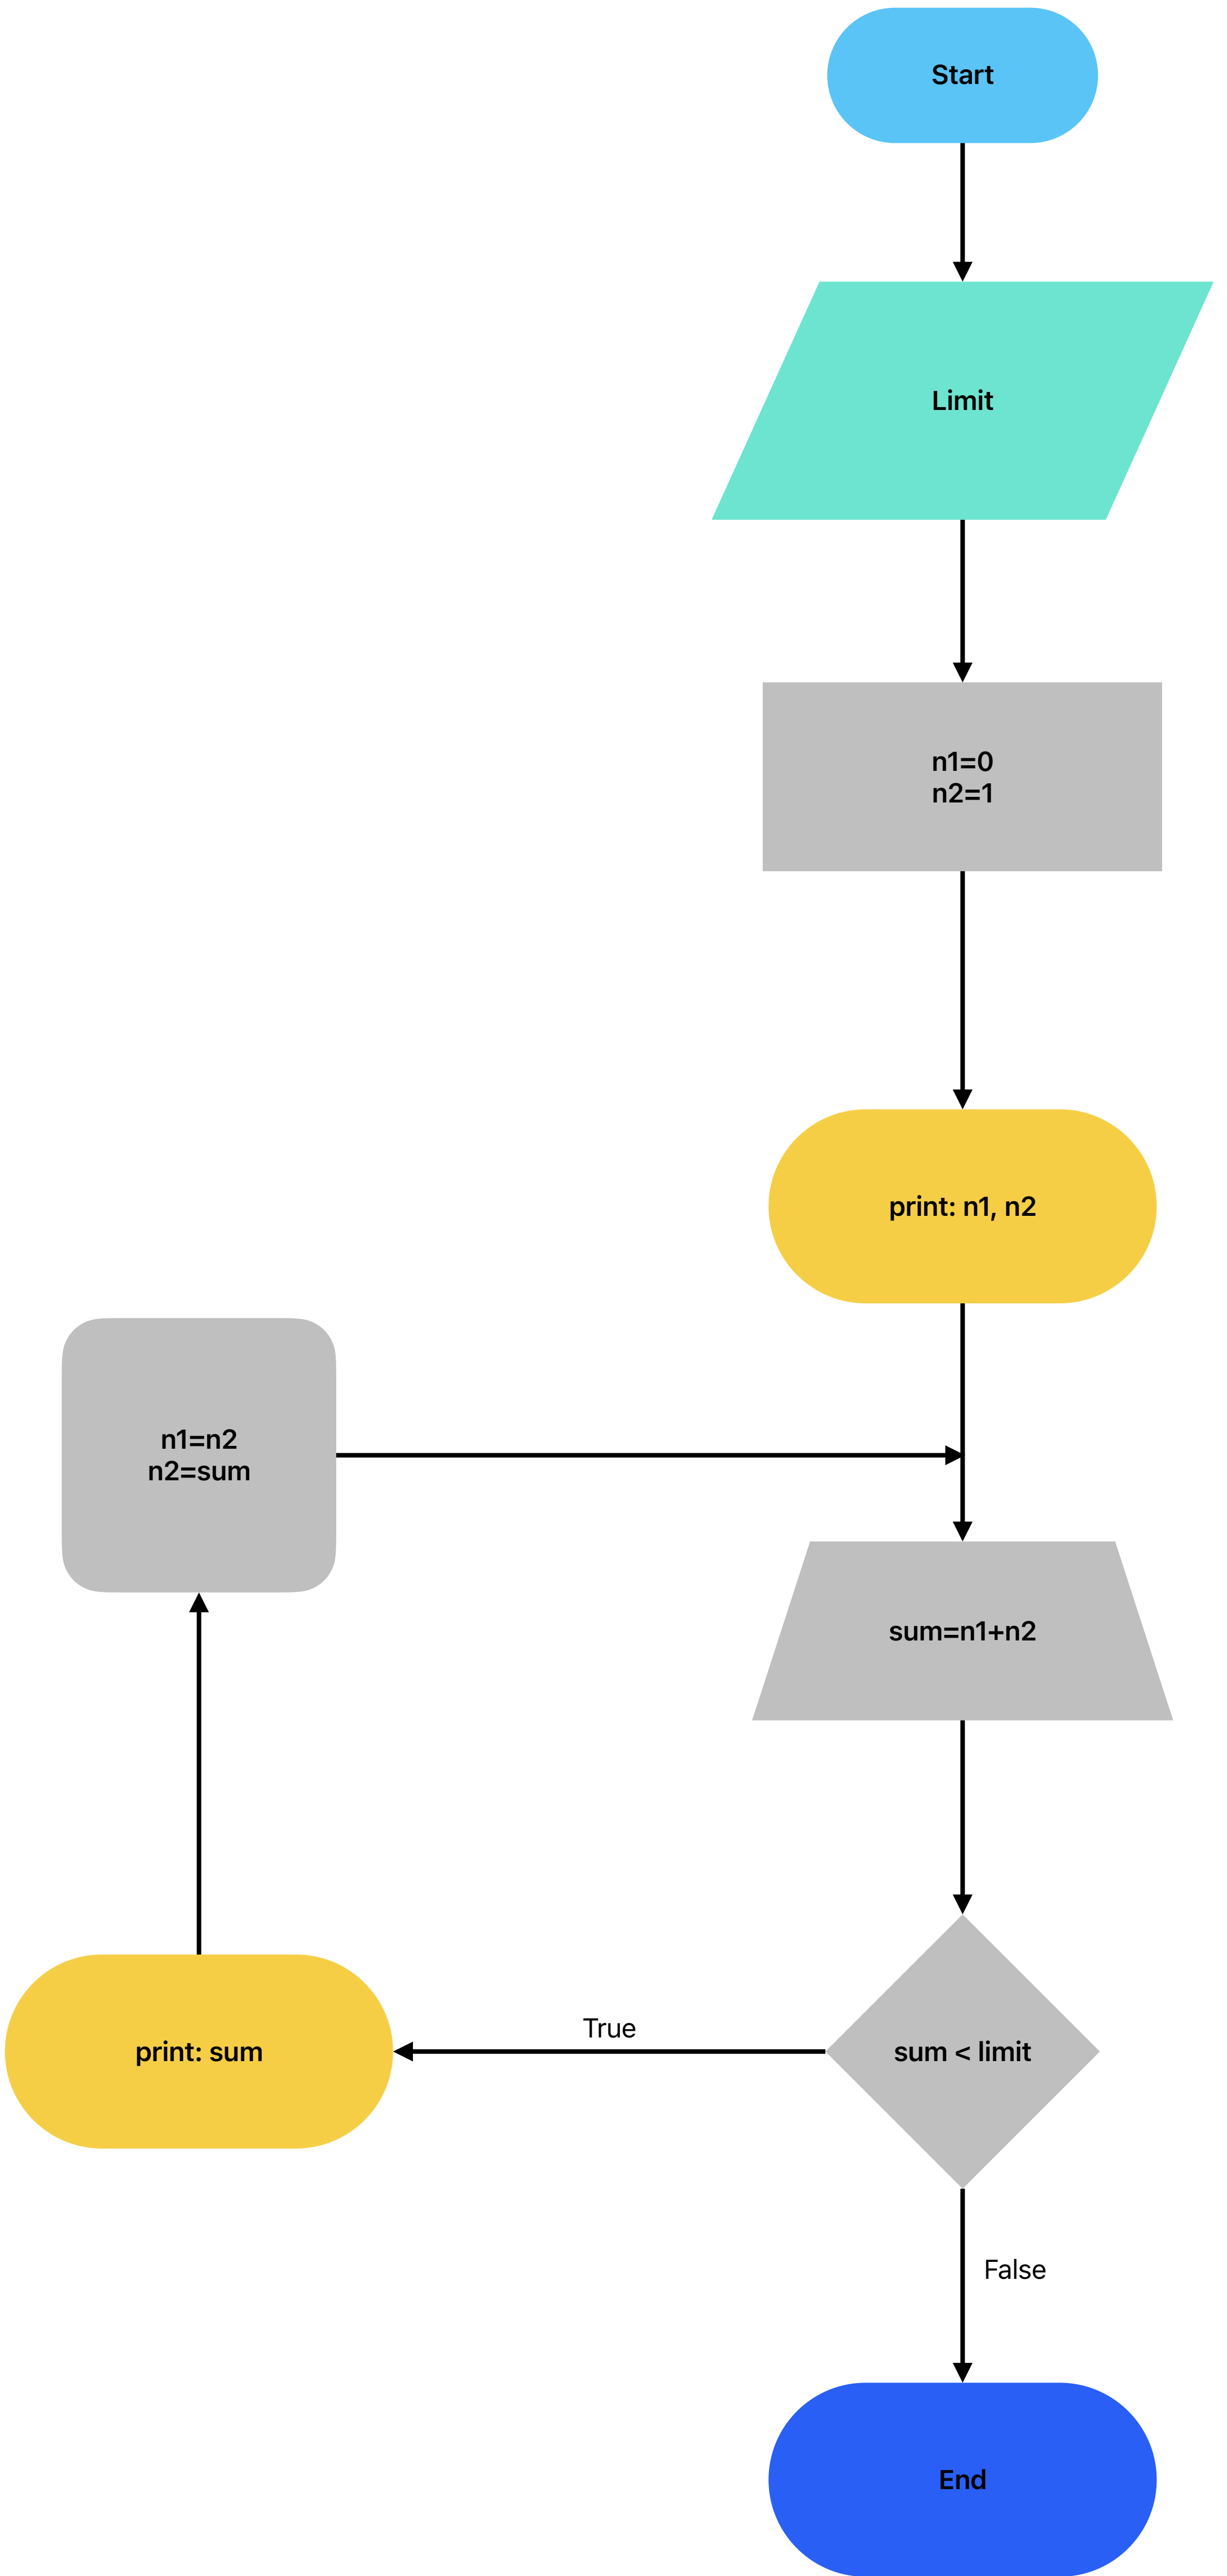 Start
Limit
n1=0
n2=1
print: n1, n2
n1=n2
n2=sum
sum=n1+n2
True
print: sum
sum < limit
False
End